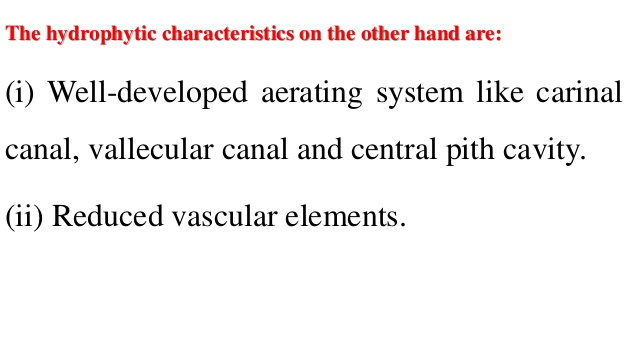 The hydrophytic characteristics on the other hand are:
(i) Well-developed aerating system like carinal
canal, vallecular canal and central pith cavity.
(ii) Reduced vascular elements.